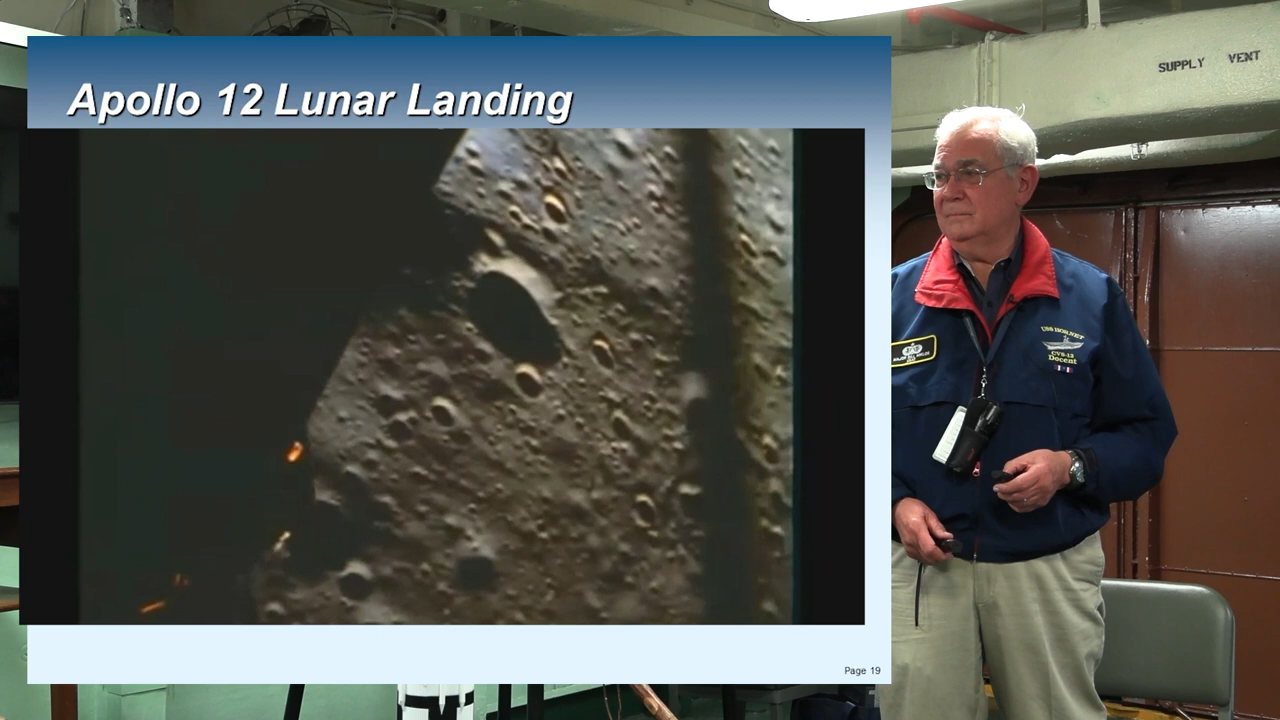 Apollo 12 Lunar Landing
SUPPLY VENT
USS HORNET
CVS-12
Docent
Page 19